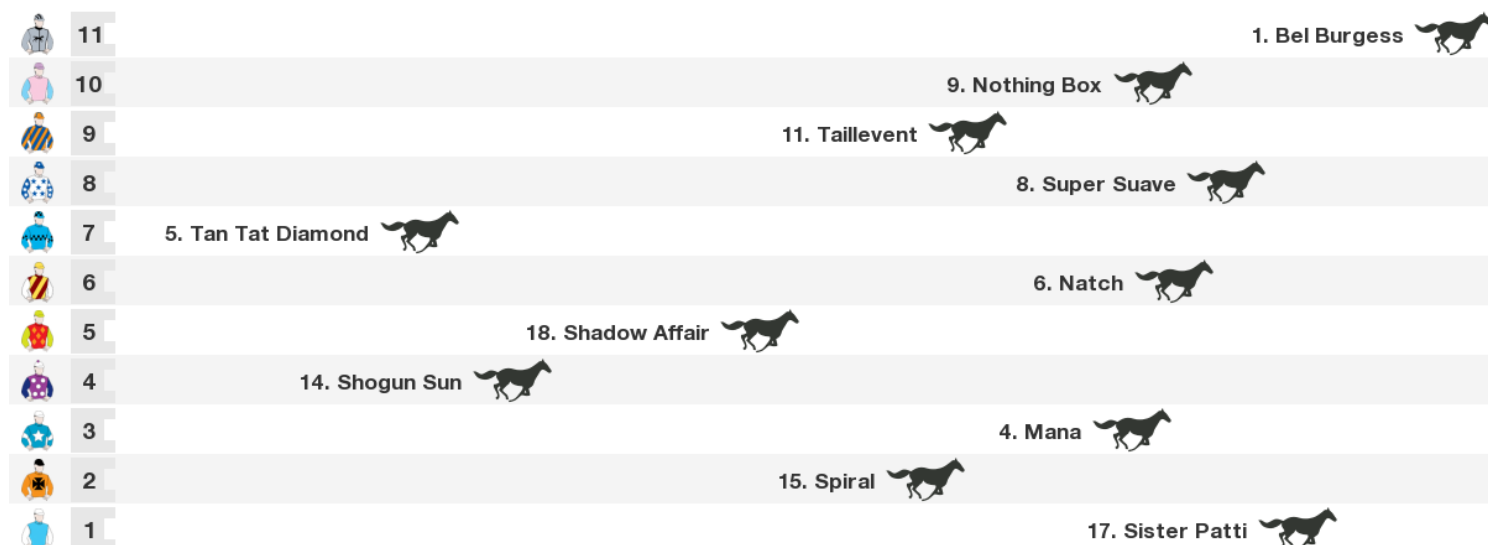 11 1. Bel Burgess
10 9. Nothing Box
9 11. Taillevent
8 8. Super Suave
7 5. Tan Tat Diamond
6 6. Natch
5 18. Shadow Affair
4 14. Shogun Sun
3 4. Mana
2 15. Spiral
1 17. Sister Patti